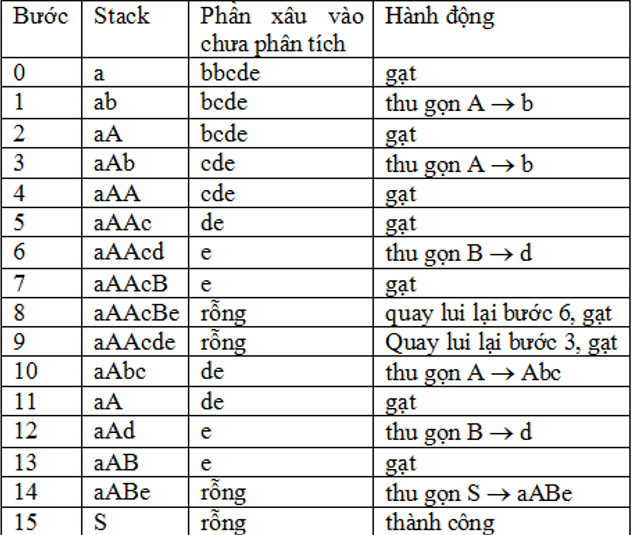 Bước Stack Phần xâu vào chưa phân tích Hành động
0 a bbcde gạt
1 ab bcde thu gọn A → b
2 aA bcde gạt
3 aAb cde thu gọn A → b
4 aAA cde gạt
5 aAAc de gạt
6 aAAcd e thu gọn B → d
7 aAAcB e gạt
8 aAAcBe rỗng quay lui lại bước 6, gạt
9 aAAcde rỗng Quay lui lại bước 3, gạt
10 aAbc de thu gọn A → Abc
11 aA de gạt
12 aAd e thu gọn B → d
13 aAB e gạt
14 aABe rỗng thu gọn S → aABe
15 S rỗng thành công